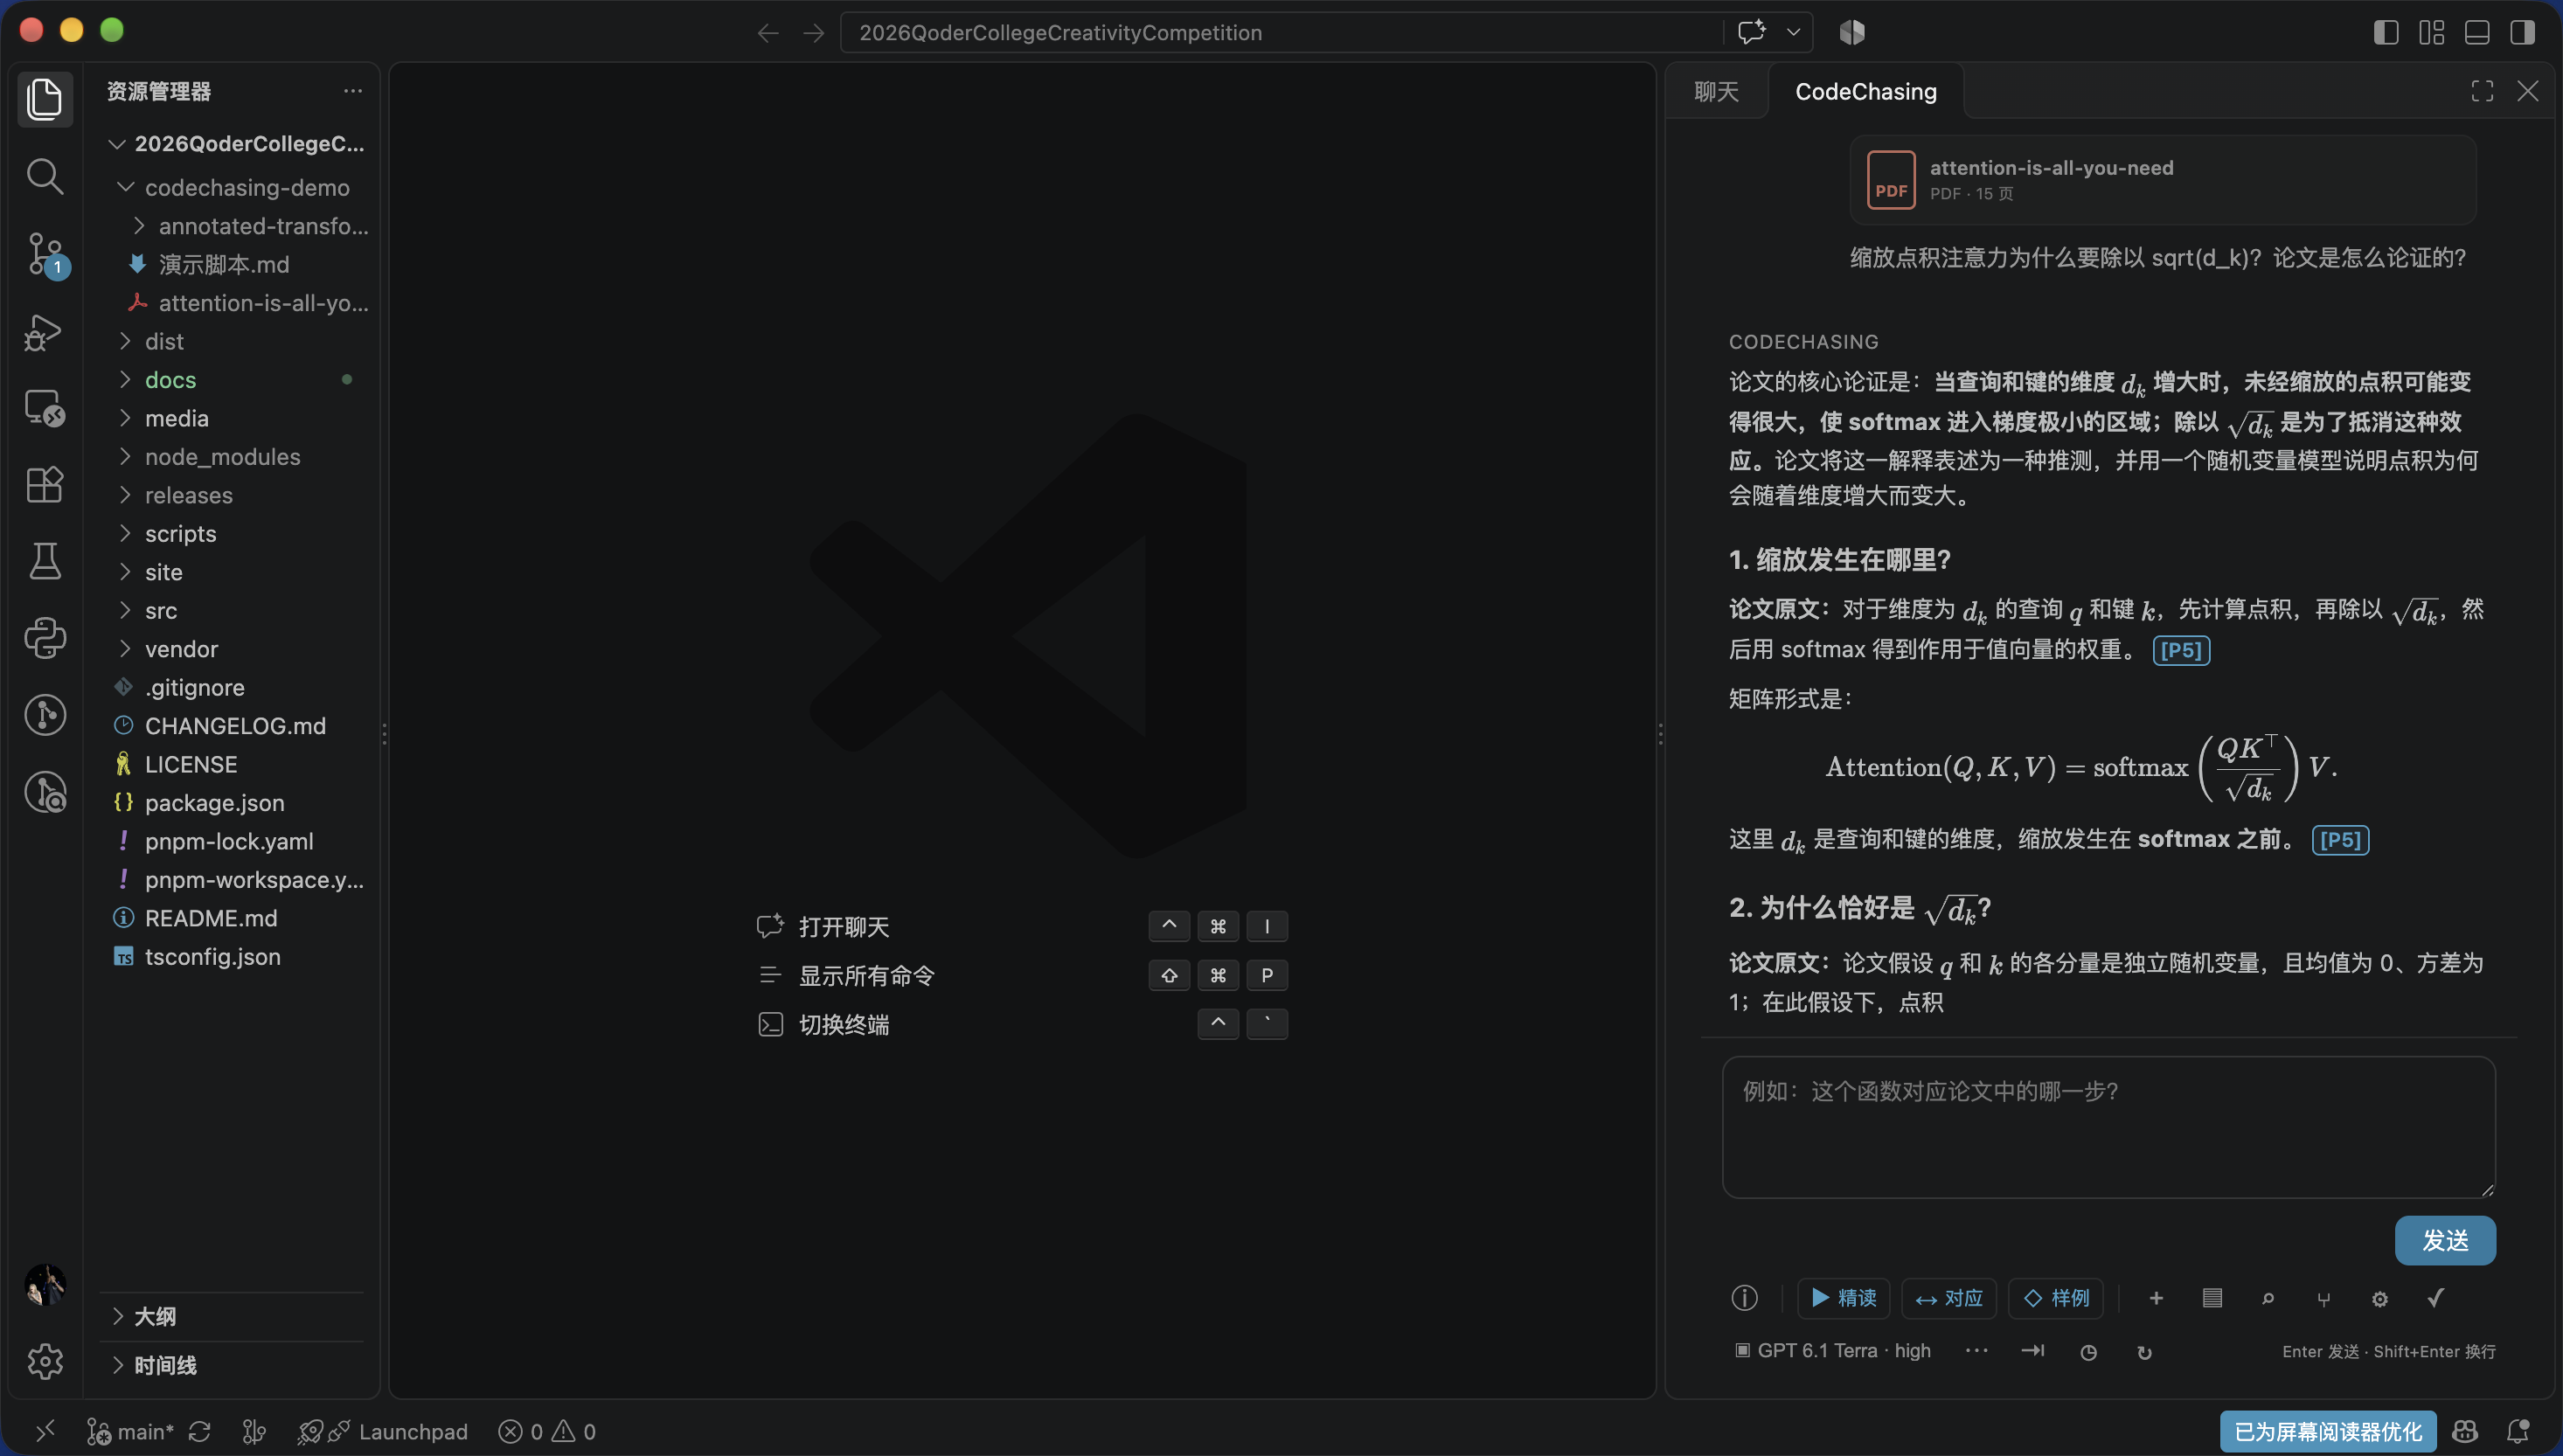 2026QoderCollegeCreativityCompetition
资源管理器
2026QoderCollegeC...
codechasing-demo
annotated-transfo...
演示脚本.md
attention-is-all-yo...
dist
docs
media
node_modules
releases
scripts
site
src
vendor
.gitignore
CHANGELOG.md
LICENSE
package.json
pnpm-lock.yaml
pnpm-workspace.y...
README.md
tsconfig.json
大纲
时间线
1
打开聊天 ^ ⌘ I
显示所有命令 ⇧ ⌘ P
切换终端 ^ `
聊天 CodeChasing
PDF
attention-is-all-you-need
PDF · 15 页
缩放点积注意力为什么要除以 sqrt(d_k)？论文是怎么论证的？
CODECHASING
论文的核心论证是：当查询和键的维度 d_k 增大时，未经缩放的点积可能变
得很大，使 softmax 进入梯度极小的区域；除以 √d_k 是为了抵消这种效
应。论文将这一解释表述为一种推测，并用一个随机变量模型说明点积为何
会随着维度增大而变大。
1. 缩放发生在哪里？
论文原文：对于维度为 d_k 的查询 q 和键 k，先计算点积，再除以 √d_k，然
后用 softmax 得到作用于值向量的权重。 [P5]
矩阵形式是：
Attention(Q, K, V) = softmax(QK^⊤/√d_k)V.
这里 d_k 是查询和键的维度，缩放发生在 softmax 之前。 [P5]
2. 为什么恰好是 √d_k？
论文原文：论文假设 q 和 k 的各分量是独立随机变量，且均值为 0、方差为
1；在此假设下，点积
例如：这个函数对应论文中的哪一步？
发送
▶ 精读 ↔ 对应 ◇ 样例
GPT 6.1 Terra · high
Enter 发送 · Shift+Enter 换行
main* Launchpad 0 0
已为屏幕阅读器优化